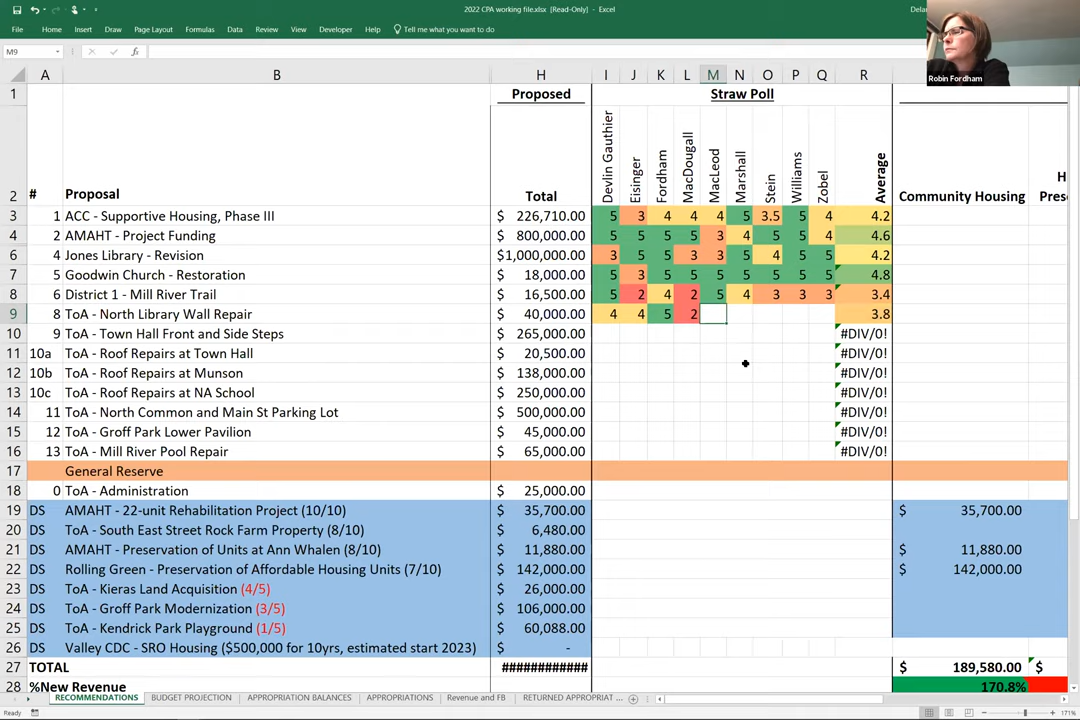 2022 CPA working file.xlsx [Read-Only] - Excel
File Home Insert Draw Page Layout Formulas Data Review View Developer Help Tell me what you want to do
Robin Fordham
M9 fx
A B H I J K L M N O P Q R
1 Proposed Straw Poll
2 # Proposal Total Devlin Gauthier Eisinger Fordham MacDougall MacLeod Marshall Stein Williams Zobel Average Community Housing
3 1 ACC - Supportive Housing, Phase III $ 226,710.00 5 3 4 4 4 5 3.5 5 4 4.2
4 2 AMAHT - Project Funding $ 800,000.00 5 5 5 5 3 4 5 5 4 4.6
6 4 Jones Library - Revision $1,000,000.00 3 5 5 3 3 5 4 5 5 4.2
7 5 Goodwin Church - Restoration $ 18,000.00 5 3 5 5 5 5 5 5 5 4.8
8 6 District 1 - Mill River Trail $ 16,500.00 5 2 4 2 5 4 3 3 3 3.4
9 8 ToA - North Library Wall Repair $ 40,000.00 4 4 5 2 3.8
10 9 ToA - Town Hall Front and Side Steps $ 265,000.00 #DIV/0!
11 10a ToA - Roof Repairs at Town Hall $ 20,500.00 #DIV/0!
12 10b ToA - Roof Repairs at Munson $ 138,000.00 #DIV/0!
13 10c ToA - Roof Repairs at NA School $ 250,000.00 #DIV/0!
14 11 ToA - North Common and Main St Parking Lot $ 500,000.00 #DIV/0!
15 12 ToA - Groff Park Lower Pavilion $ 45,000.00 #DIV/0!
16 13 ToA - Mill River Pool Repair $ 65,000.00 #DIV/0!
17 General Reserve
18 0 ToA - Administration $ 25,000.00
19 DS AMAHT - 22-unit Rehabilitation Project (10/10) $ 35,700.00 $ 35,700.00
20 DS ToA - South East Street Rock Farm Property (8/10) $ 6,480.00
21 DS AMAHT - Preservation of Units at Ann Whalen (8/10) $ 11,880.00 $ 11,880.00
22 DS Rolling Green - Preservation of Affordable Housing Units (7/10) $ 142,000.00 $ 142,000.00
23 DS ToA - Kieras Land Acquisition (4/5) $ 26,000.00
24 DS ToA - Groff Park Modernization (3/5) $ 106,000.00
25 DS ToA - Kendrick Park Playground (1/5) $ 60,088.00
26 DS Valley CDC - SRO Housing ($500,000 for 10yrs, estimated start 2023) $ -
27 TOTAL ############ $ 189,580.00 $
28 %New Revenue 170.8%
RECOMMENDATIONS BUDGET PROJECTION APPROPRIATION BALANCES APPROPRIATIONS Revenue and FB RETURNED APPROPRIAT ...
Ready 171%